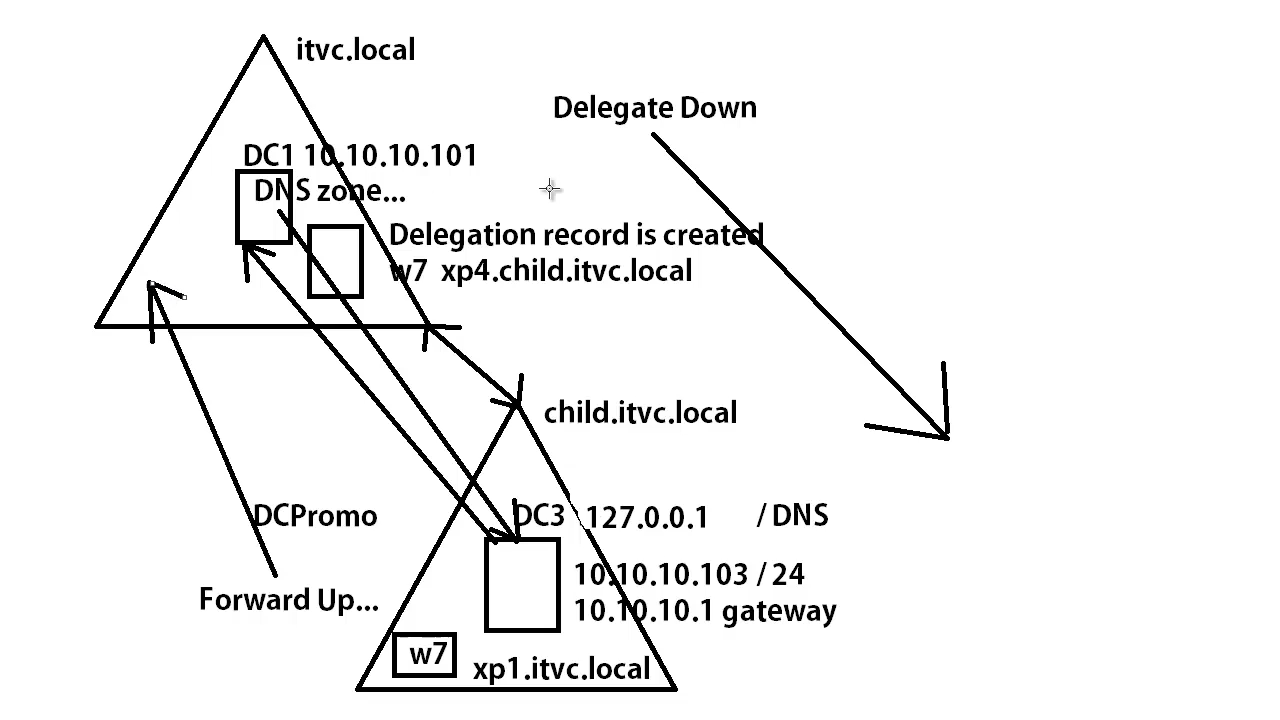 itvc.local
Delegate Down
DC1 10.10.10.101
DNS zone...
Delegation record is created
w7 xp4.child.itvc.local
child.itvc.local
DCPromo
DC3 127.0.0.1 / DNS
10.10.10.103 / 24
Forward Up...
10.10.10.1 gateway
w7
xp1.itvc.local